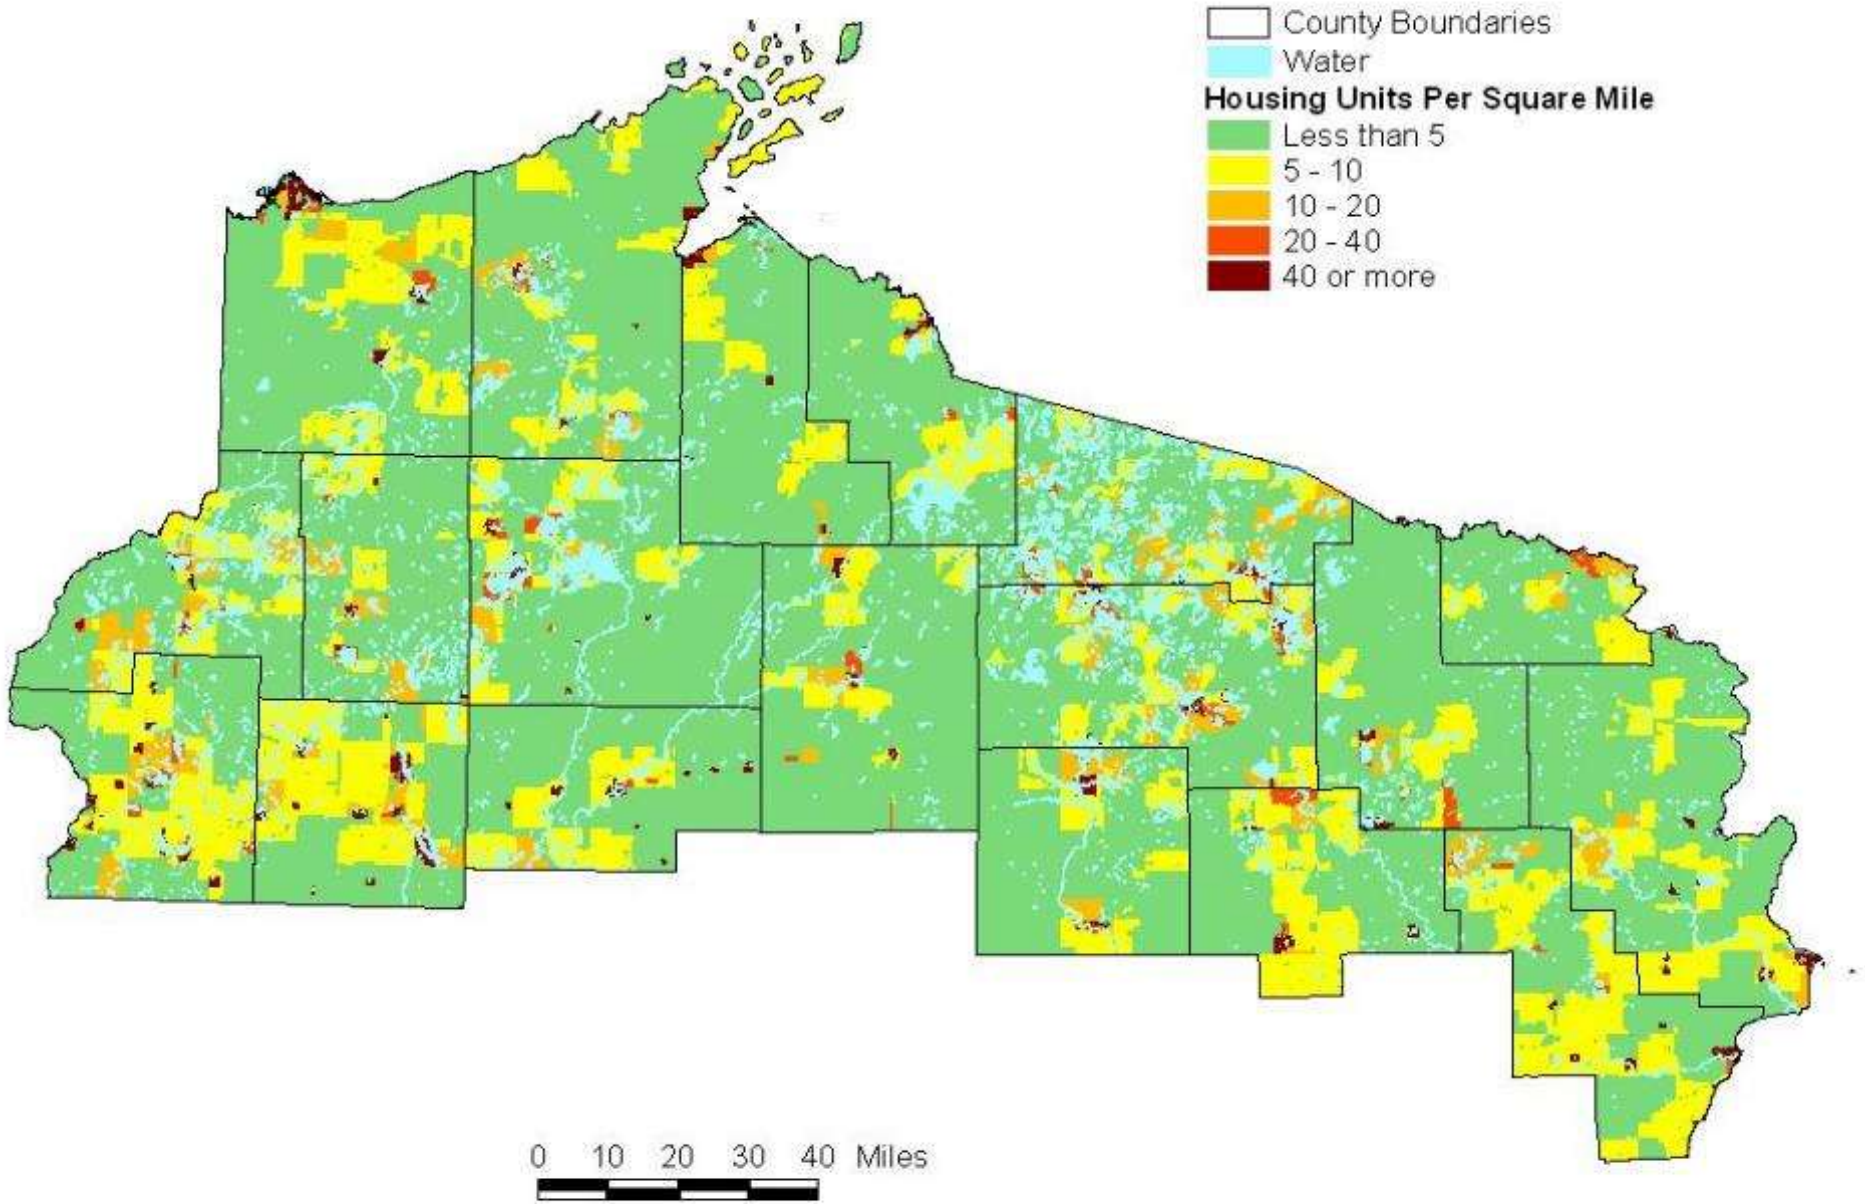 County Boundaries
Water
Housing Units Per Square Mile
Less than 5
5 - 10
10 - 20
20 - 40
40 or more
0 10 20 30 40 Miles